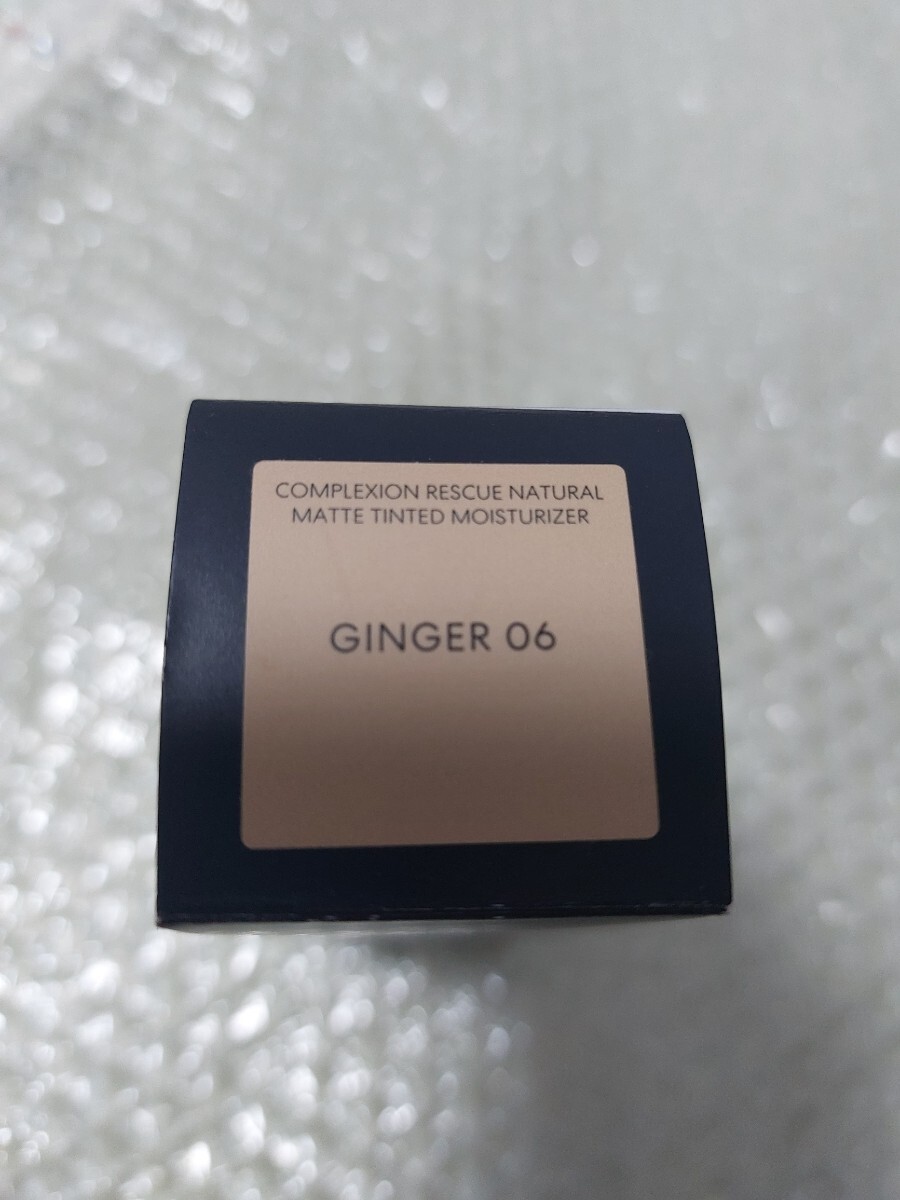 COMPLEXION RESCUE NATURAL
MATTE TINTED MOISTURIZER
GINGER 06